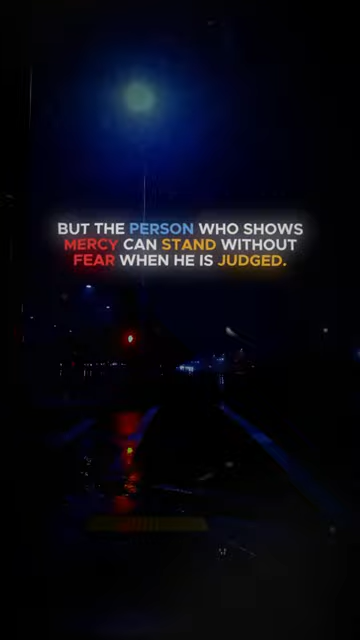 BUT THE PERSON WHO SHOWS
MERCY CAN STAND WITHOUT
FEAR WHEN HE IS JUDGED.